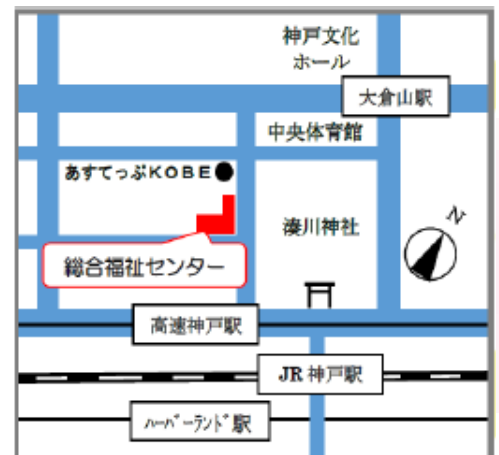 神戸文化
ホール
大倉山駅
中央体育館
あすてっぷKOBE
湊川神社
N
総合福祉センター
高速神戸駅
JR 神戸駅
ﾊｰﾊﾞｰﾗﾝﾄﾞ駅